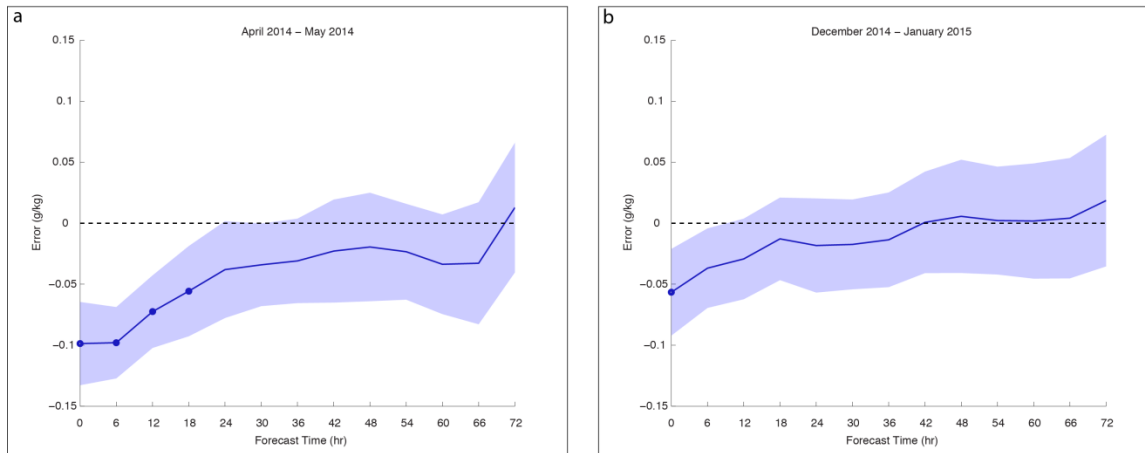 a
April 2014 – May 2014
0.15
0.1
0.05
0
−0.05
−0.1
−0.15
Error (g/kg)
0 6 12 18 24 30 36 42 48 54 60 66 72
Forecast Time (hr)
b
December 2014 – January 2015
0.15
0.1
0.05
0
−0.05
−0.1
−0.15
Error (g/kg)
0 6 12 18 24 30 36 42 48 54 60 66 72
Forecast Time (hr)